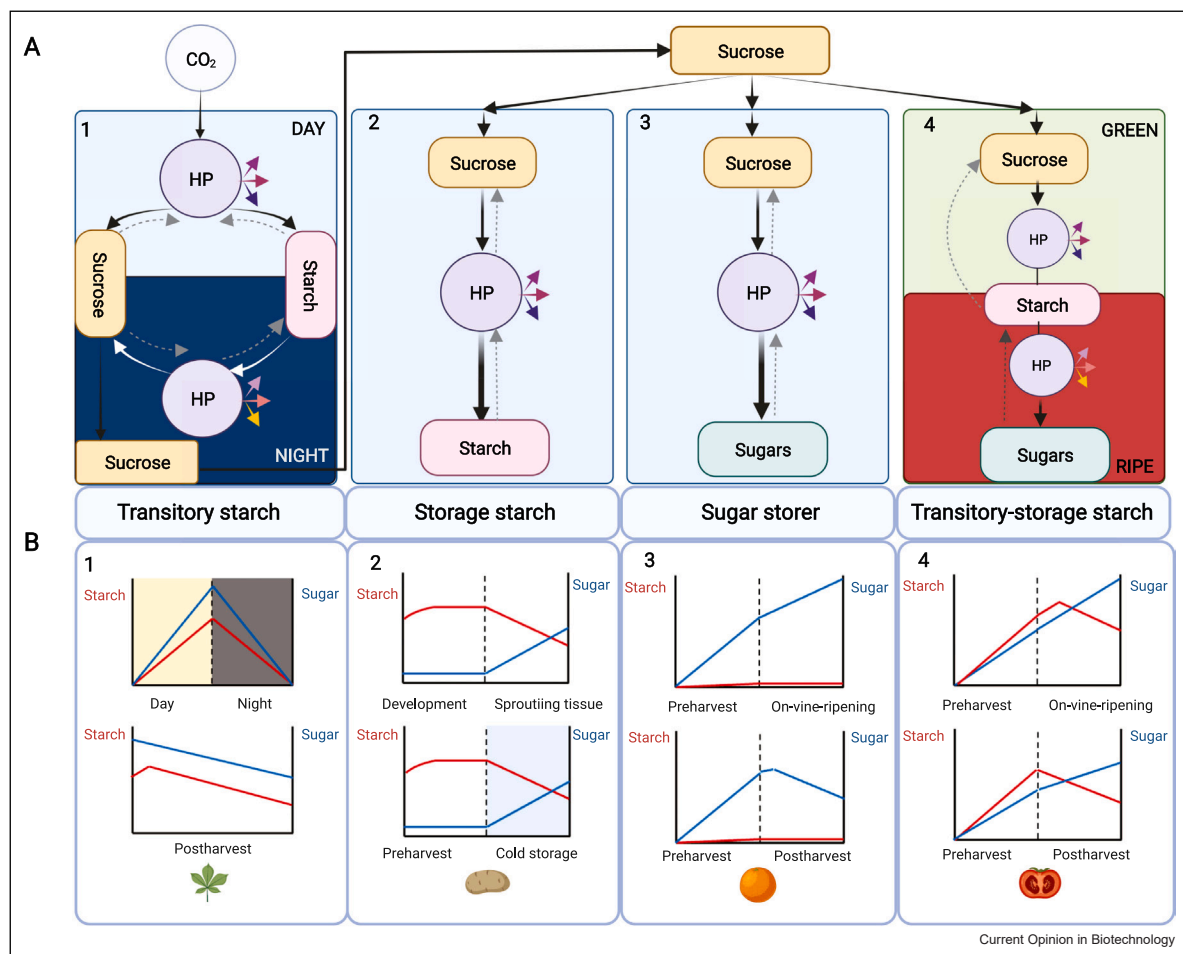 A
CO₂
Sucrose
1
DAY
HP
Sucrose
Starch
HP
NIGHT
Sucrose
2
Sucrose
HP
Starch
3
Sucrose
HP
Sugars
4
GREEN
Sucrose
HP
Starch
HP
Sugars
RIPE
Transitory starch
Storage starch
Sugar storer
Transitory-storage starch
B
1
Starch
Sugar
Day
Night
Starch
Sugar
Postharvest
2
Starch
Sugar
Development
Sproutiing tissue
Starch
Sugar
Preharvest
Cold storage
3
Starch
Sugar
Preharvest
On-vine-ripening
Starch
Sugar
Preharvest
Postharvest
4
Starch
Sugar
Preharvest
On-vine-ripening
Starch
Sugar
Preharvest
Postharvest
Current Opinion in Biotechnology